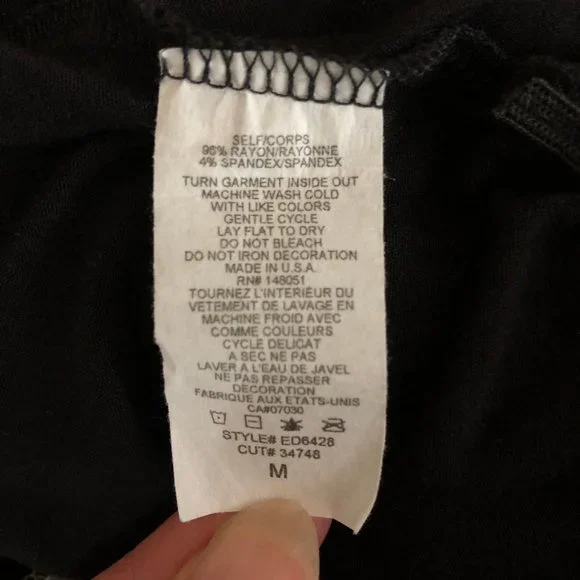 SELF/CORPS
96% RAYON/RAYONNE
4% SPANDEX/SPANDEX
TURN GARMENT INSIDE OUT
MACHINE WASH COLD
WITH LIKE COLORS
GENTLE CYCLE
LAY FLAT TO DRY
DO NOT BLEACH
DO NOT IRON DECORATION
MADE IN U.S.A.
RN# 148051
TOURNEZ L'INTERIEUR DU
VETEMENT DE LAVAGE EN
MACHINE FROID AVEC
COMME COULEURS
CYCLE DELICAT
A SEC NE PAS
LAVER A L'EAU DE JAVEL
NE PAS REPASSER
DECORATION
FABRIQUE AUX ETATS-UNIS
CA#07030
STYLE# ED6428
CUT# 34748
M